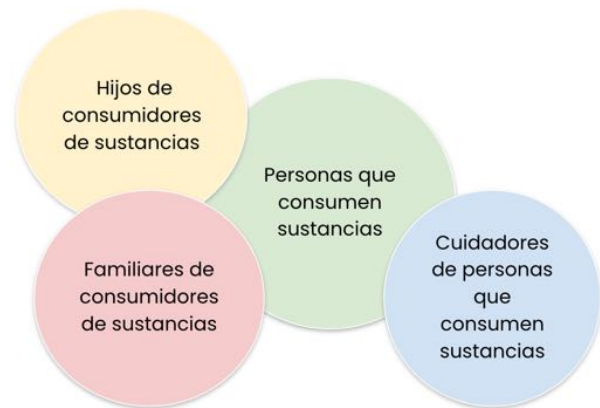 Hijos de
consumidores
de sustancias
Personas que
consumen
sustancias
Familiares de
consumidores
de sustancias
Cuidadores
de personas
que
consumen
sustancias